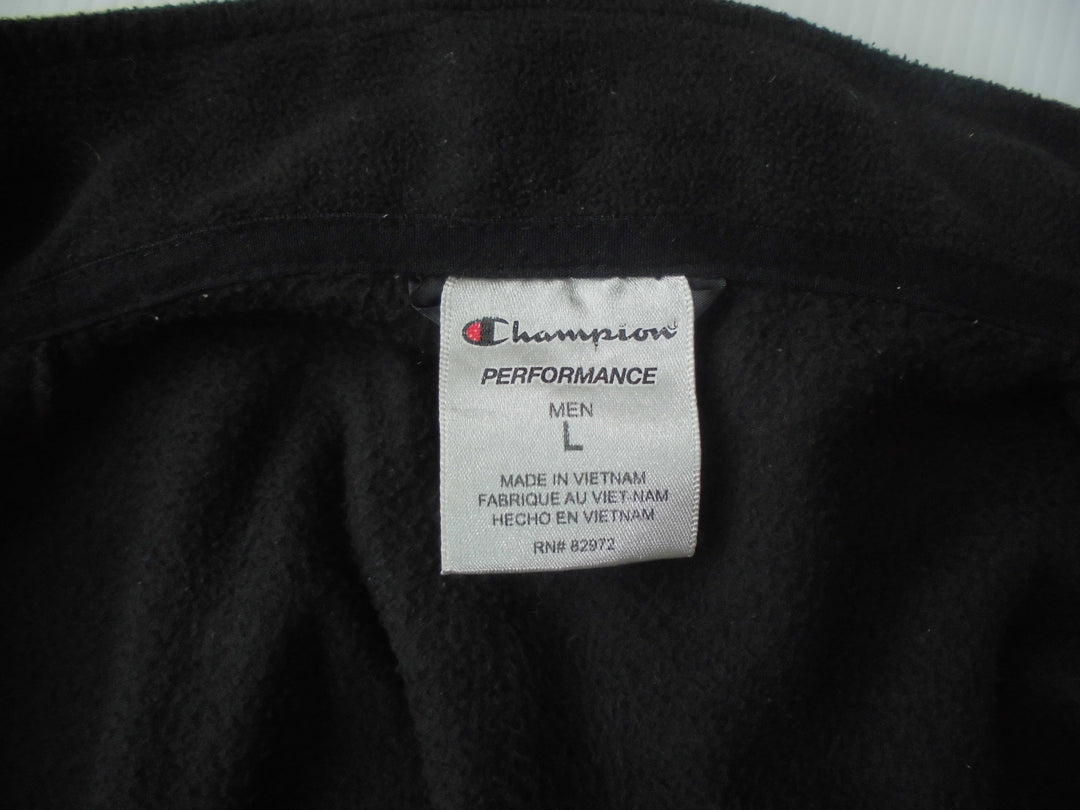 Champion
PERFORMANCE
MEN
L
MADE IN VIETNAM
FABRIQUE AU VIET-NAM
HECHO EN VIETNAM
RN# 82972